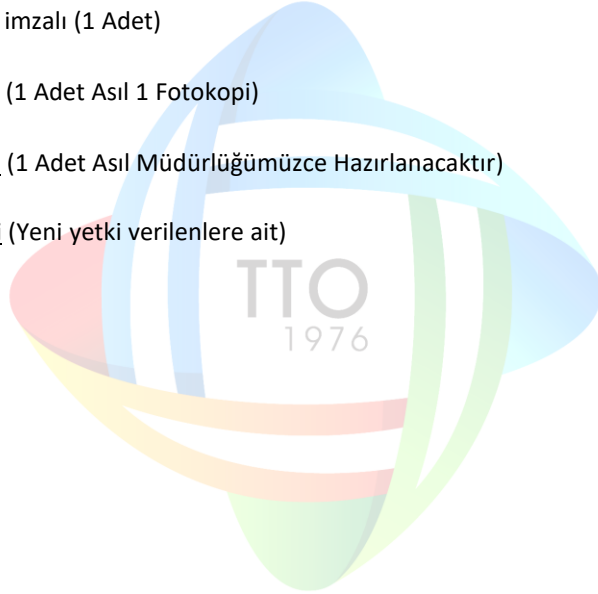 imzalı (1 Adet)
(1 Adet Asıl 1 Fotokopi)
(1 Adet Asıl Müdürlüğümüzce Hazırlanacaktır)
(Yeni yetki verilenlere ait)
TTO
1976